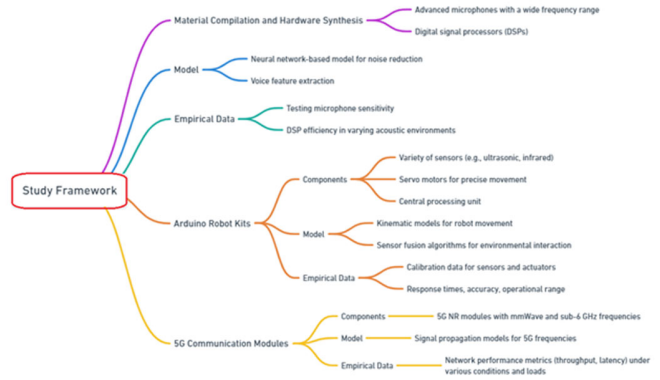 Study Framework
Material Compilation and Hardware Synthesis
Advanced microphones with a wide frequency range
Digital signal processors (DSPs)
Model
Neural network-based model for noise reduction
Voice feature extraction
Empirical Data
Testing microphone sensitivity
DSP efficiency in varying acoustic environments
Arduino Robot Kits
Components
Variety of sensors (e.g., ultrasonic, infrared)
Servo motors for precise movement
Central processing unit
Model
Kinematic models for robot movement
Sensor fusion algorithms for environmental interaction
Empirical Data
Calibration data for sensors and actuators
Response times, accuracy, operational range
5G Communication Modules
Components
5G NR modules with mmWave and sub-6 GHz frequencies
Model
Signal propagation models for 5G frequencies
Empirical Data
Network performance metrics (throughput, latency) under
various conditions and loads